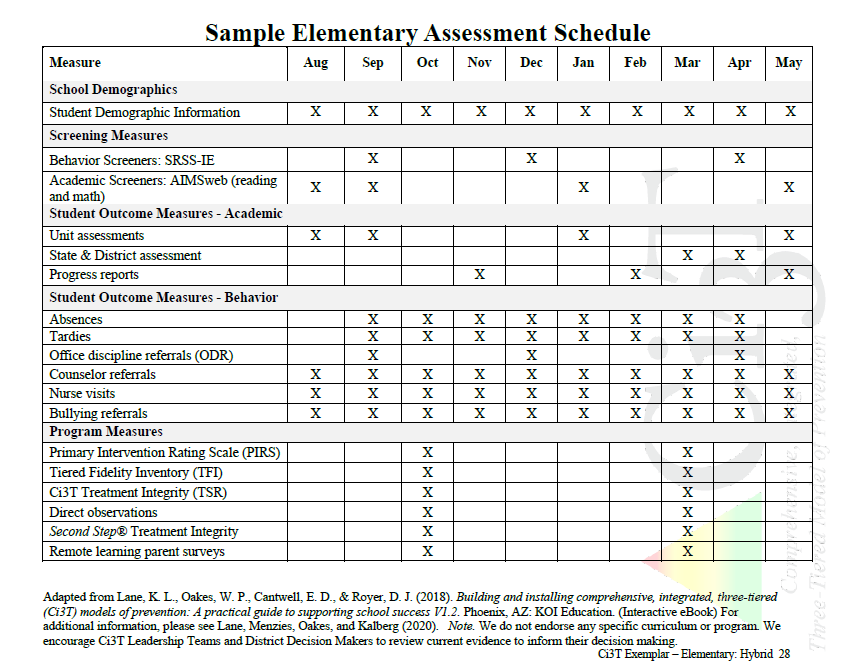 Sample Elementary Assessment Schedule
Measure Aug Sep Oct Nov Dec Jan Feb Mar Apr May
School Demographics
Student Demographic Information X X X X X X X X X X
Screening Measures
Behavior Screeners: SRSS-IE X X X
Academic Screeners: AIMSweb (reading
and math) X X X X
Student Outcome Measures - Academic
Unit assessments X X X X
State & District assessment X X
Progress reports X X X
Student Outcome Measures - Behavior
Absences X X X X X X X X
Tardies X X X X X X X X
Office discipline referrals (ODR) X X X
Counselor referrals X X X X X X X X X X
Nurse visits X X X X X X X X X X
Bullying referrals X X X X X X X X X X
Program Measures
Primary Intervention Rating Scale (PIRS) X X
Tiered Fidelity Inventory (TFI) X X
Ci3T Treatment Integrity (TSR) X X
Direct observations X X
Second Step® Treatment Integrity X X
Remote learning parent surveys X X
Ci3T
Comprehensive,
Three-Tiered Model of Prevention
Adapted from Lane, K. L., Oakes, W. P., Cantwell, E. D., & Royer, D. J. (2018). Building and installing comprehensive, integrated, three-tiered
(Ci3T) models of prevention: A practical guide to supporting school success V1.2. Phoenix, AZ: KOI Education. (Interactive eBook) For
additional information, please see Lane, Menzies, Oakes, and Kalberg (2020). Note. We do not endorse any specific curriculum or program. We
encourage Ci3T Leadership Teams and District Decision Makers to review current evidence to inform their decision making.
Ci3T Exemplar – Elementary: Hybrid 28